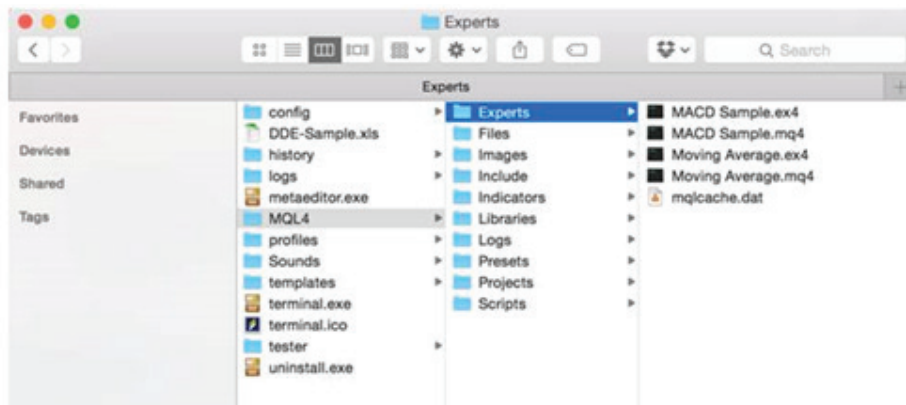 Experts
Search
Experts
Favorites
Devices
Shared
Tags
config
DDE-Sample.xls
history
logs
metaeditor.exe
MQL4
profiles
Sounds
templates
terminal.exe
terminal.ico
tester
uninstall.exe
Experts
Files
Images
Include
Indicators
Libraries
Logs
Presets
Projects
Scripts
MACD Sample.ex4
MACD Sample.mq4
Moving Average.ex4
Moving Average.mq4
mqlcache.dat